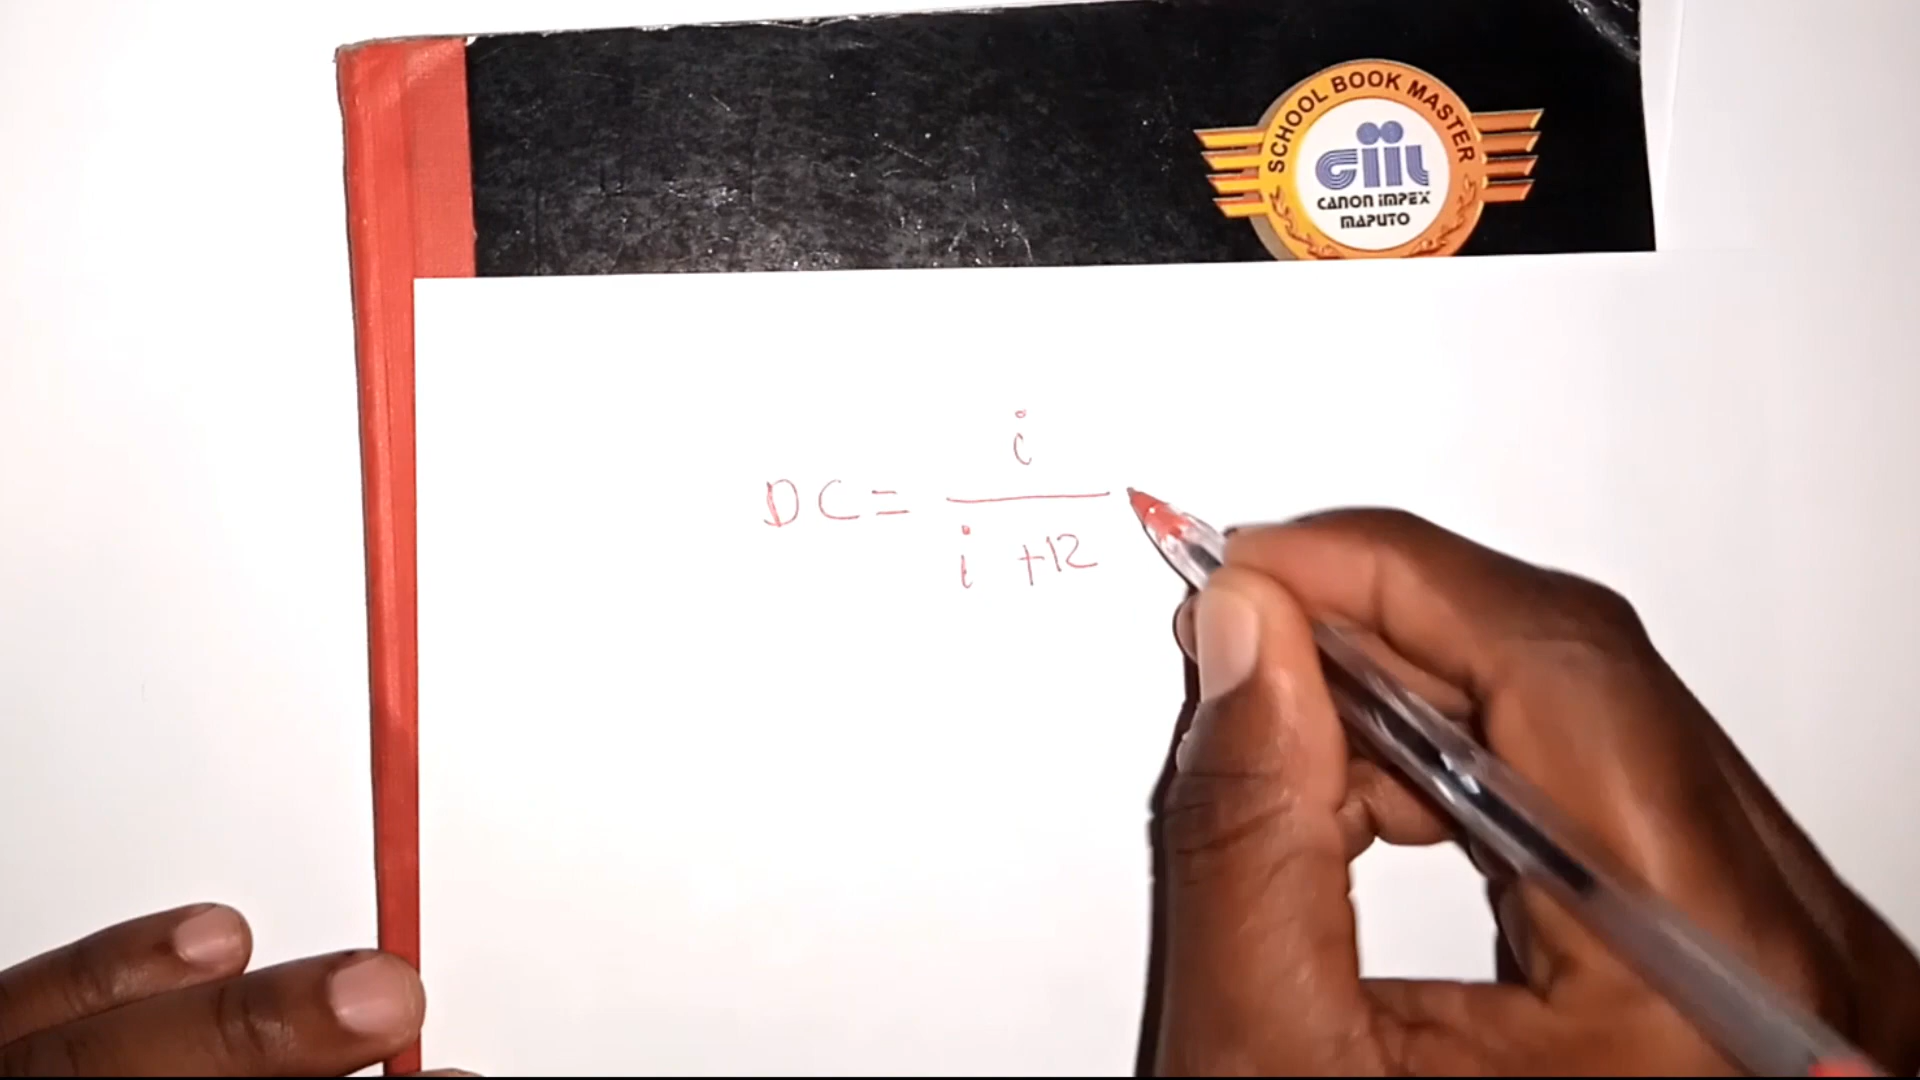 SCHOOL BOOK MASTER
ciil
CANON IMPEX
MAPUTO
DC = i / i + 12